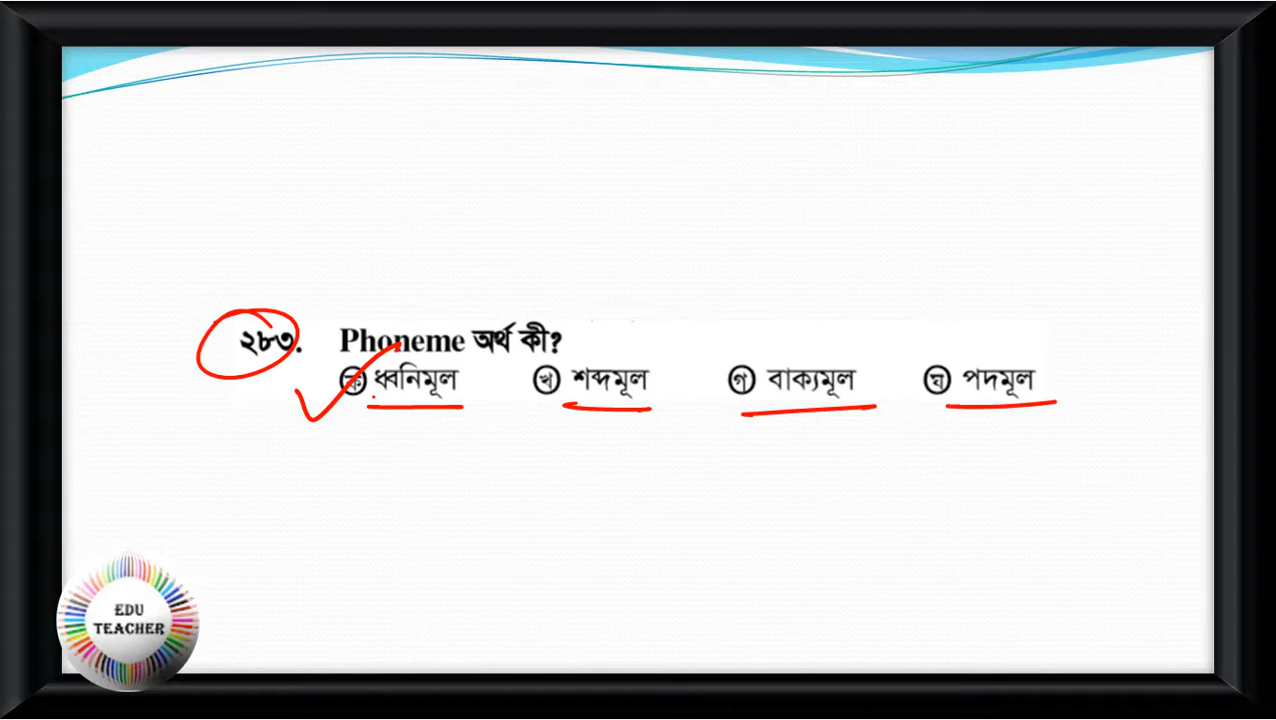 ২৮৩. Phoneme অর্থ কী?
ক ধ্বনিমূল খ শব্দমূল গ বাক্যমূল ঘ পদমূল
EDU
TEACHER